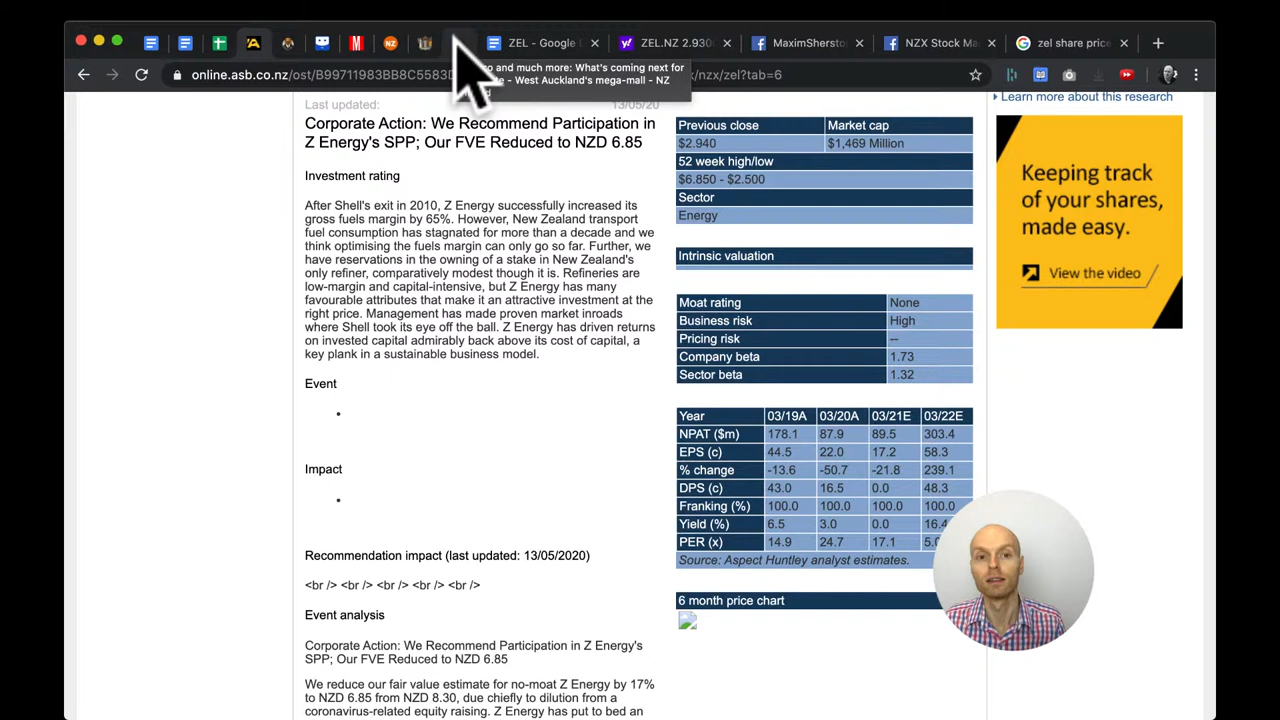 ZEL - Google
ZEL.NZ 2.930
MaximSherst
NZX Stock Ma
zel share price
online.asb.co.nz/ost/B99711983BB8C5583D
x/nzx/zel?tab=6
o and much more: What's coming next for
- West Auckland's mega-mall - NZ
Last updated: 13/05/20
Corporate Action: We Recommend Participation in
Z Energy's SPP; Our FVE Reduced to NZD 6.85
Investment rating
After Shell's exit in 2010, Z Energy successfully increased its
gross fuels margin by 65%. However, New Zealand transport
fuel consumption has stagnated for more than a decade and we
think optimising the fuels margin can only go so far. Further, we
have reservations in the owning of a stake in New Zealand's
only refiner, comparatively modest though it is. Refineries are
low-margin and capital-intensive, but Z Energy has many
favourable attributes that make it an attractive investment at the
right price. Management has made proven market inroads
where Shell took its eye off the ball. Z Energy has driven returns
on invested capital admirably back above its cost of capital, a
key plank in a sustainable business model.
Event
•
Impact
•
Recommendation impact (last updated: 13/05/2020)
<br /> <br /> <br /> <br /> <br />
Event analysis
Corporate Action: We Recommend Participation in Z Energy's
SPP; Our FVE Reduced to NZD 6.85
We reduce our fair value estimate for no-moat Z Energy by 17%
to NZD 6.85 from NZD 8.30, due chiefly to dilution from a
coronavirus-related equity raising. Z Energy has put to bed an
Previous close Market cap
$2.940 $1,469 Million
52 week high/low
$6.850 - $2.500
Sector
Energy
Intrinsic valuation
Moat rating None
Business risk High
Pricing risk --
Company beta 1.73
Sector beta 1.32
Year 03/19A 03/20A 03/21E 03/22E
NPAT ($m) 178.1 87.9 89.5 303.4
EPS (c) 44.5 22.0 17.2 58.3
% change -13.6 -50.7 -21.8 239.1
DPS (c) 43.0 16.5 0.0 48.3
Franking (%) 100.0 100.0 100.0 100.0
Yield (%) 6.5 3.0 0.0 16.4
PER (x) 14.9 24.7 17.1 5.
Source: Aspect Huntley analyst estimates.
6 month price chart
Learn more about this research
Keeping track
of your shares,
made easy.
View the video